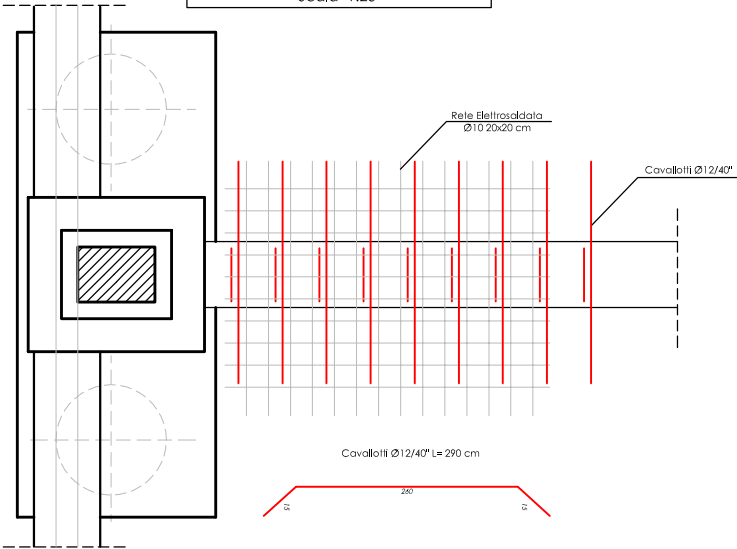 Rete Elettrosaldata
Ø10 20x20 cm
Cavallotti Ø12/40"
Cavallotti Ø12/40" L= 290 cm
260
15
15